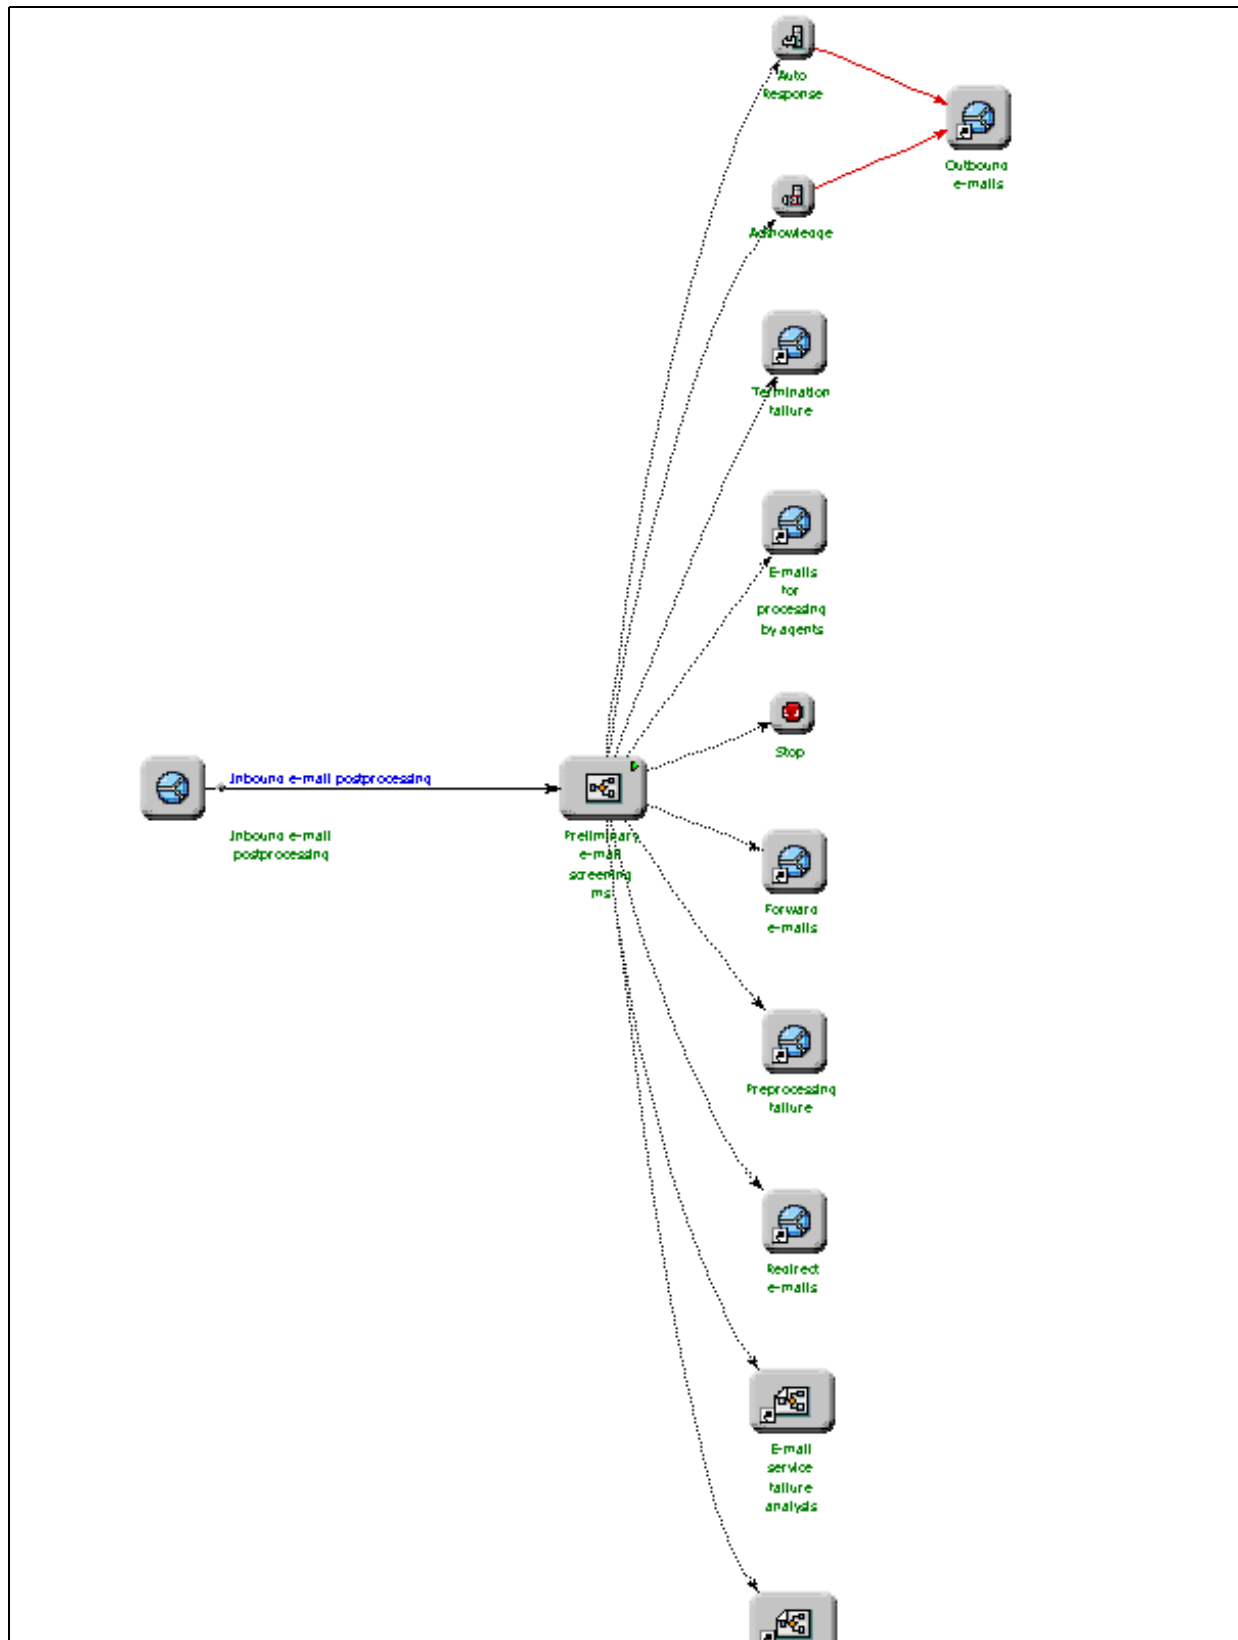 Auto
Response
Outbound
e-mails
Acknowledge
Termination
failure
E-mails
for
processing
by agents
Stop
Inbound e-mail postprocessing
Inbound e-mail
postprocessing
Preliminary
e-mail
screening
ms
Forward
e-mails
Preprocessing
failure
Redirect
e-mails
E-mail
service
failure
analysis